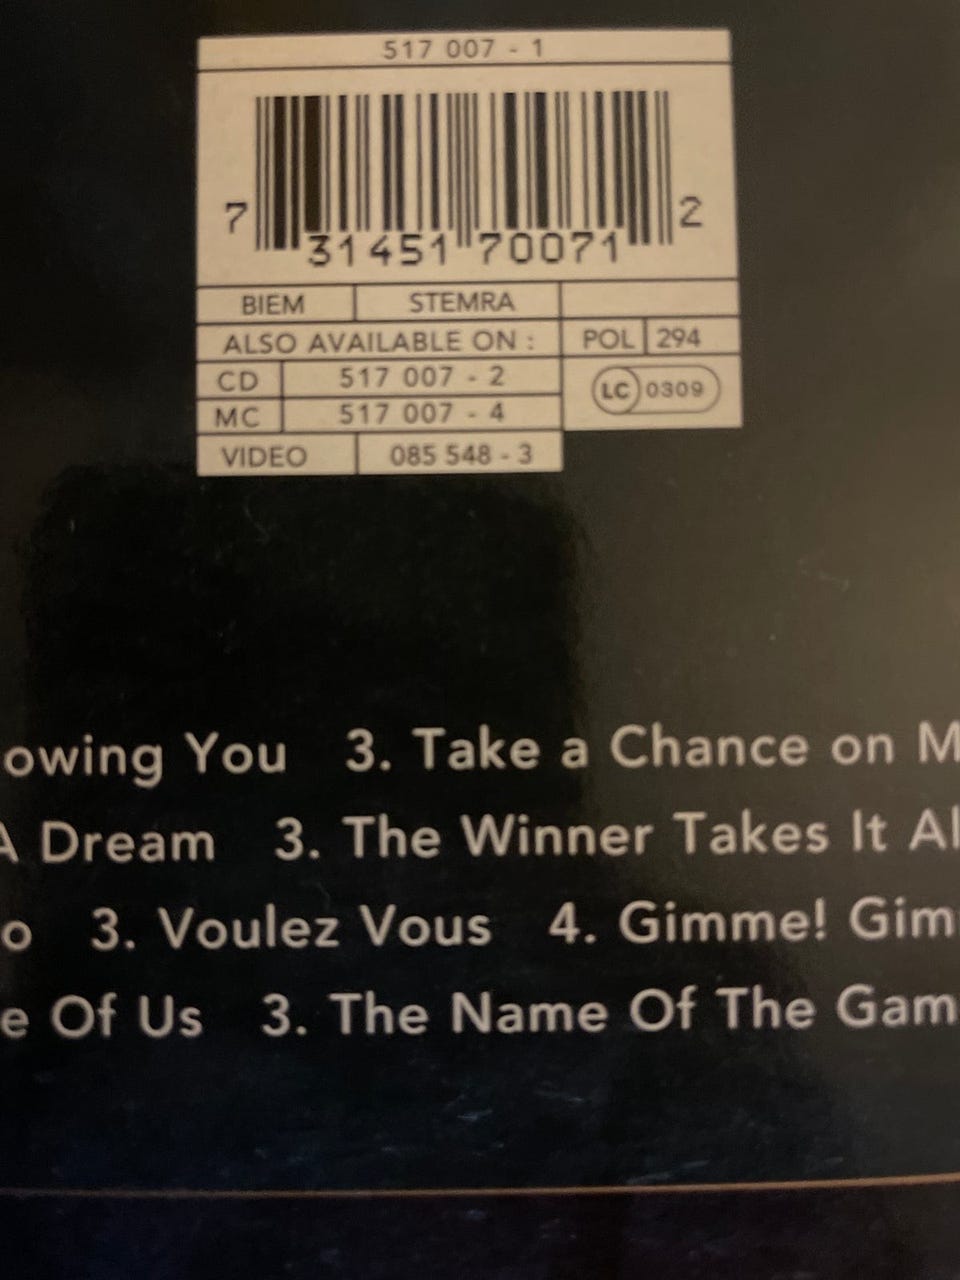 517 007 - 1
7 31451 70071 2
BIEM STEMRA
ALSO AVAILABLE ON : POL 294
CD 517 007 - 2 LC 0309
MC 517 007 - 4
VIDEO 085 548 - 3
owing You 3. Take a Chance on M
A Dream 3. The Winner Takes It Al
o 3. Voulez Vous 4. Gimme! Gim
e Of Us 3. The Name Of The Gam